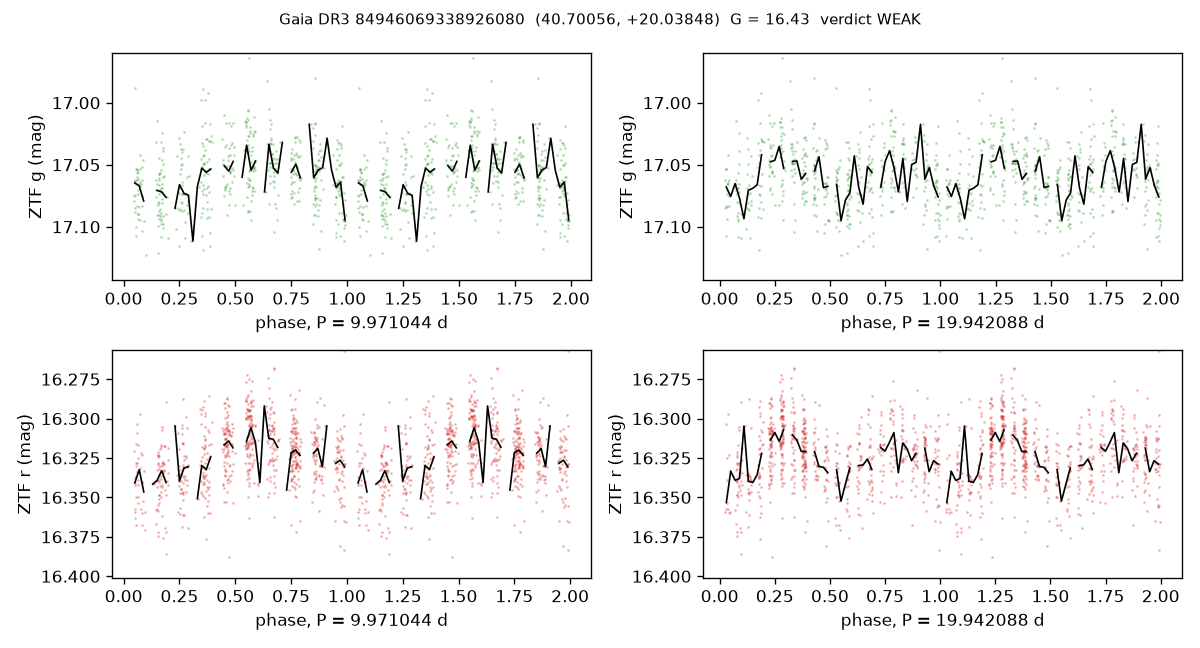 Gaia DR3 84946069338926080 (40.70056, +20.03848) G = 16.43 verdict WEAK
ZTF g (mag)
17.00
17.05
17.10
0.00 0.25 0.50 0.75 1.00 1.25 1.50 1.75 2.00
phase, P = 9.971044 d
ZTF g (mag)
17.00
17.05
17.10
0.00 0.25 0.50 0.75 1.00 1.25 1.50 1.75 2.00
phase, P = 19.942088 d
ZTF r (mag)
16.275
16.300
16.325
16.350
16.375
16.400
0.00 0.25 0.50 0.75 1.00 1.25 1.50 1.75 2.00
phase, P = 9.971044 d
ZTF r (mag)
16.275
16.300
16.325
16.350
16.375
16.400
0.00 0.25 0.50 0.75 1.00 1.25 1.50 1.75 2.00
phase, P = 19.942088 d